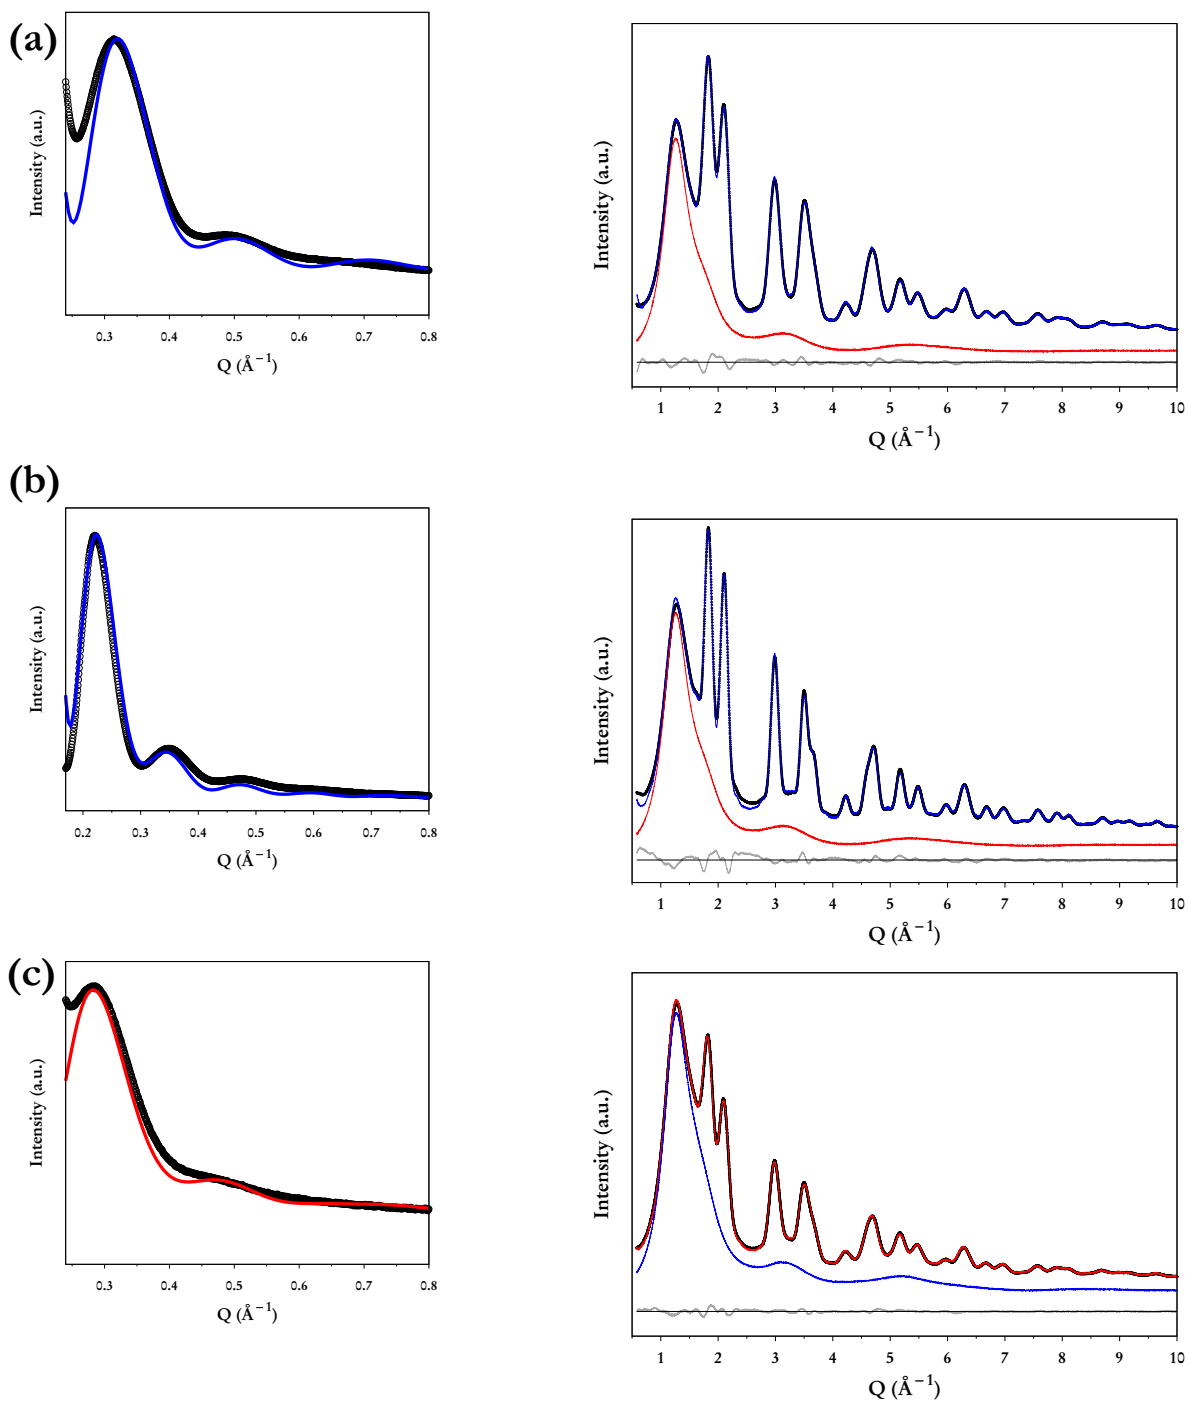 (a)
Intensity (a.u.)
0.3 0.4 0.5 0.6 0.7 0.8
Q (Å⁻¹)
Intensity (a.u.)
1 2 3 4 5 6 7 8 9 10
Q (Å⁻¹)
(b)
Intensity (a.u.)
0.2 0.3 0.4 0.5 0.6 0.7 0.8
Q (Å⁻¹)
Intensity (a.u.)
1 2 3 4 5 6 7 8 9 10
Q (Å⁻¹)
(c)
Intensity (a.u.)
0.3 0.4 0.5 0.6 0.7 0.8
Q (Å⁻¹)
Intensity (a.u.)
1 2 3 4 5 6 7 8 9 10
Q (Å⁻¹)